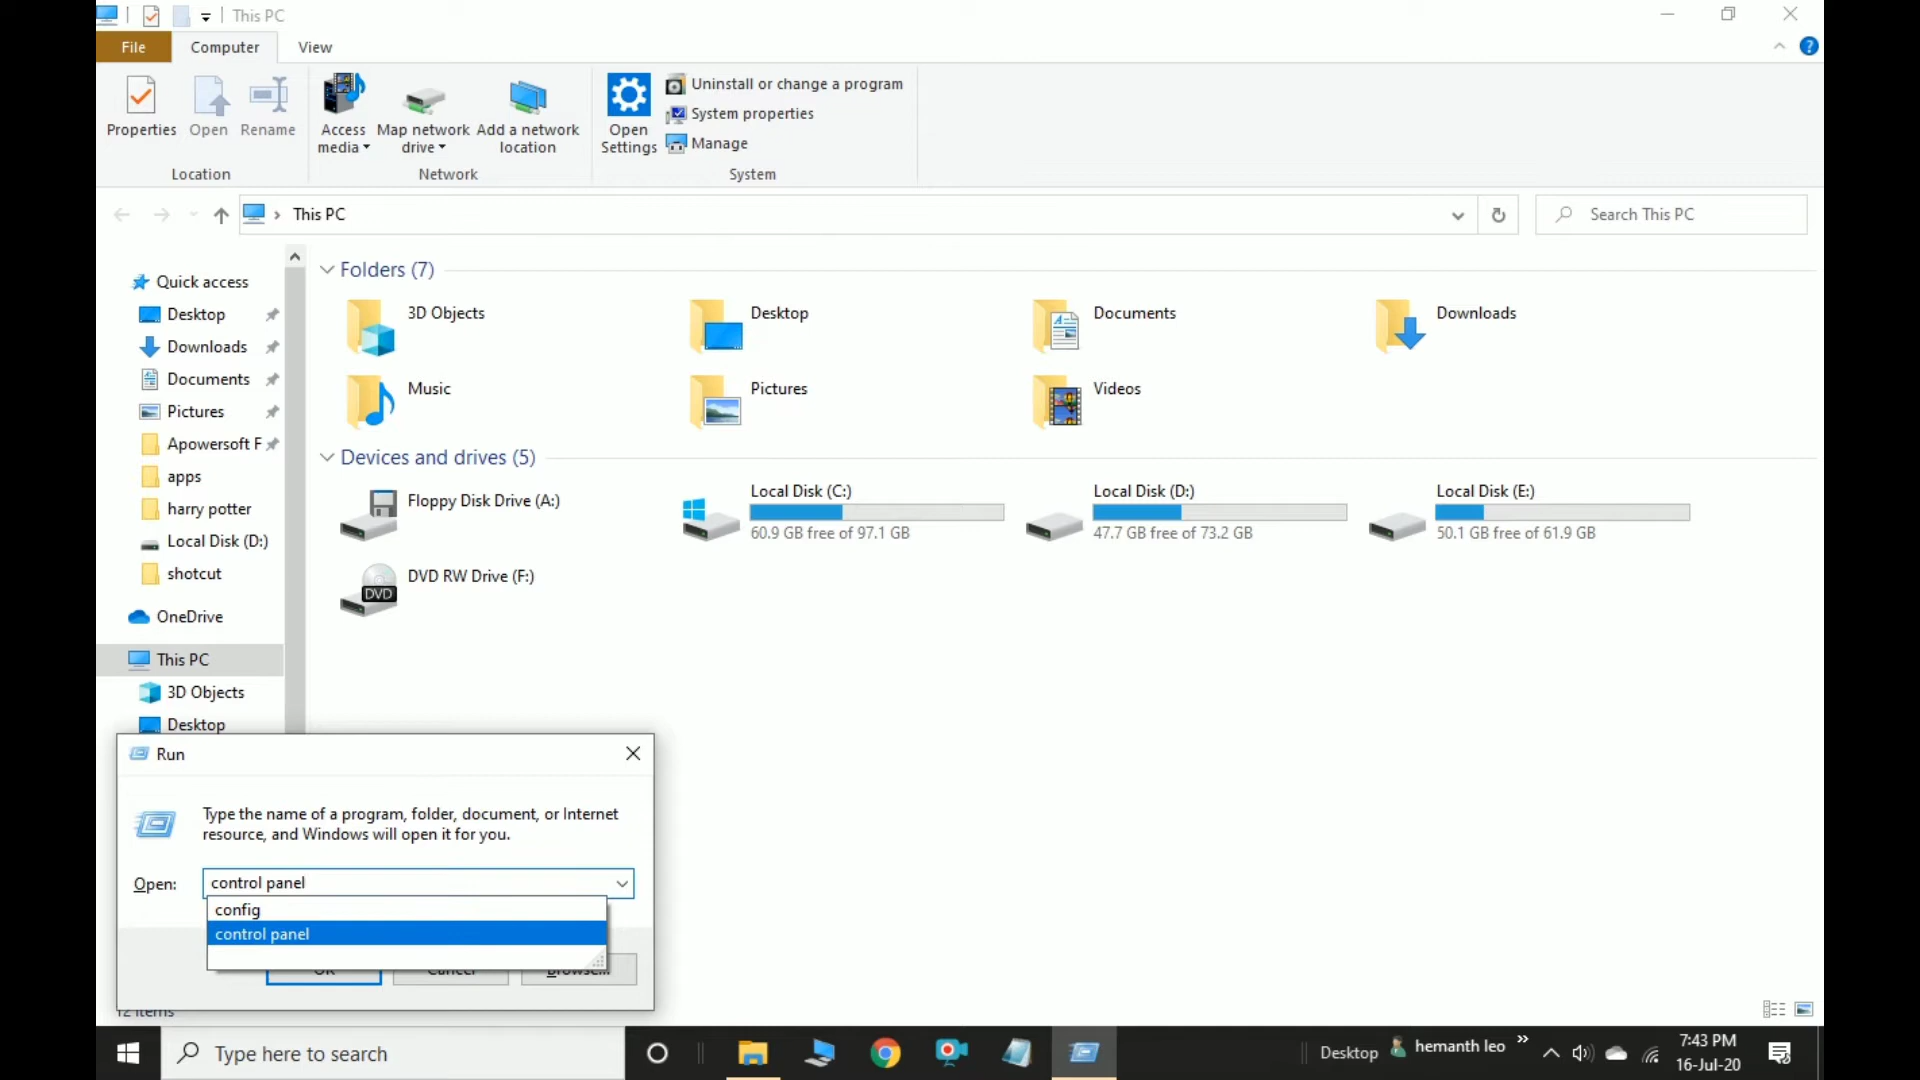 This PC
File
Computer
View
Properties
Open
Rename
Access media
Map network drive
Add a network location
Open Settings
Uninstall or change a program
System properties
Manage
Location
Network
System
This PC
Search This PC
Quick access
Desktop
Downloads
Documents
Pictures
Apowersoft F
apps
harry potter
Local Disk (D:)
shotcut
OneDrive
This PC
3D Objects
Desktop
Folders (7)
3D Objects
Desktop
Documents
Downloads
Music
Pictures
Videos
Devices and drives (5)
Floppy Disk Drive (A:)
Local Disk (C:)
60.9 GB free of 97.1 GB
Local Disk (D:)
47.7 GB free of 73.2 GB
Local Disk (E:)
50.1 GB free of 61.9 GB
DVD
DVD RW Drive (F:)
Run
Type the name of a program, folder, document, or Internet
resource, and Windows will open it for you.
Open:
control panel
config
control panel
OK
Cancel
Browse...
12 items
Type here to search
Desktop
hemanth leo
7:43 PM
16-Jul-20